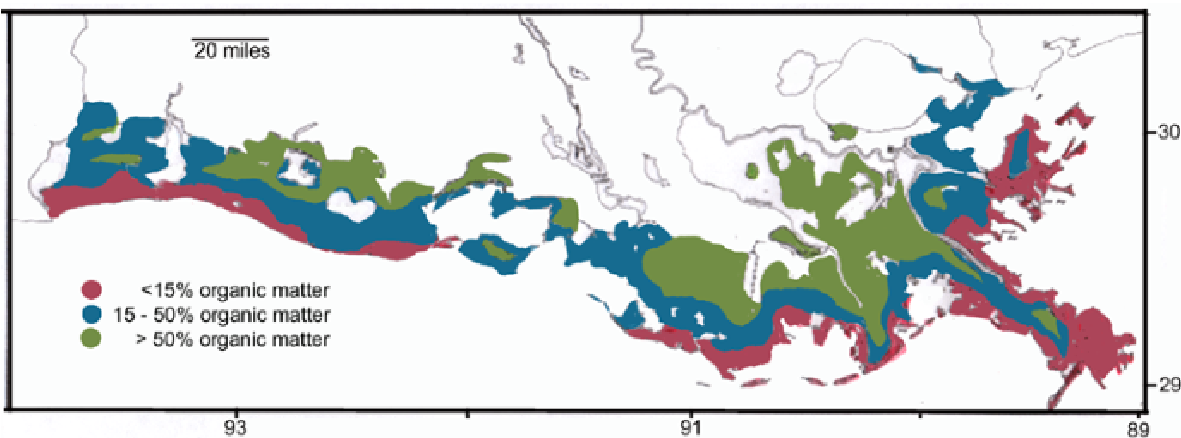 20 miles
30
<15% organic matter
15 - 50% organic matter
> 50% organic matter
29
93
91
89